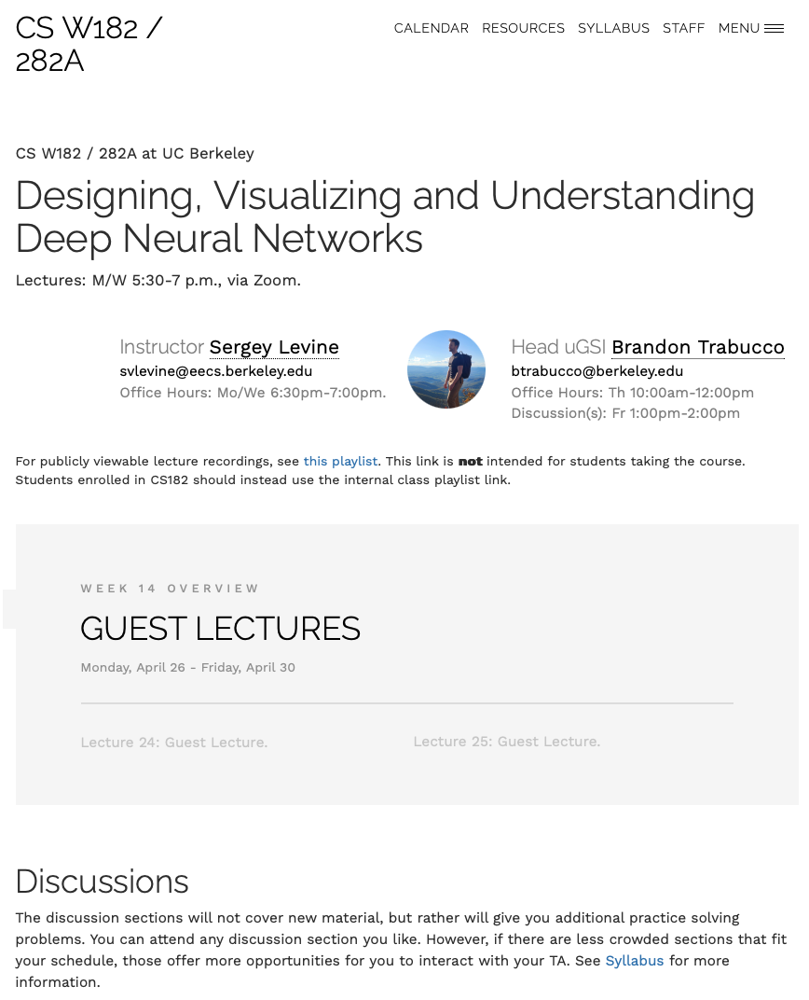 CS W182 /
282A
CALENDAR RESOURCES SYLLABUS STAFF MENU
CS W182 / 282A at UC Berkeley
Designing, Visualizing and Understanding
Deep Neural Networks
Lectures: M/W 5:30-7 p.m., via Zoom.
Instructor Sergey Levine
svlevine@eecs.berkeley.edu
Office Hours: Mo/We 6:30pm-7:00pm.
Head uGSI Brandon Trabucco
btrabucco@berkeley.edu
Office Hours: Th 10:00am-12:00pm
Discussion(s): Fr 1:00pm-2:00pm
For publicly viewable lecture recordings, see this playlist. This link is not intended for students taking the course.
Students enrolled in CS182 should instead use the internal class playlist link.
WEEK 14 OVERVIEW
GUEST LECTURES
Monday, April 26 - Friday, April 30
Lecture 24: Guest Lecture.
Lecture 25: Guest Lecture.
Discussions
The discussion sections will not cover new material, but rather will give you additional practice solving
problems. You can attend any discussion section you like. However, if there are less crowded sections that fit
your schedule, those offer more opportunities for you to interact with your TA. See Syllabus for more
information.